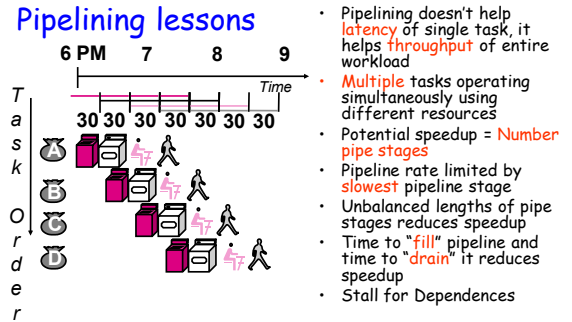 Pipelining lessons
6 PM 7 8 9
Time
30 30 30 30 30 30 30
Task Order
A
B
C
D
• Pipelining doesn't help
latency of single task, it
helps throughput of entire
workload
• Multiple tasks operating
simultaneously using
different resources
• Potential speedup = Number
pipe stages
• Pipeline rate limited by
slowest pipeline stage
• Unbalanced lengths of pipe
stages reduces speedup
• Time to “fill” pipeline and
time to “drain” it reduces
speedup
• Stall for Dependences